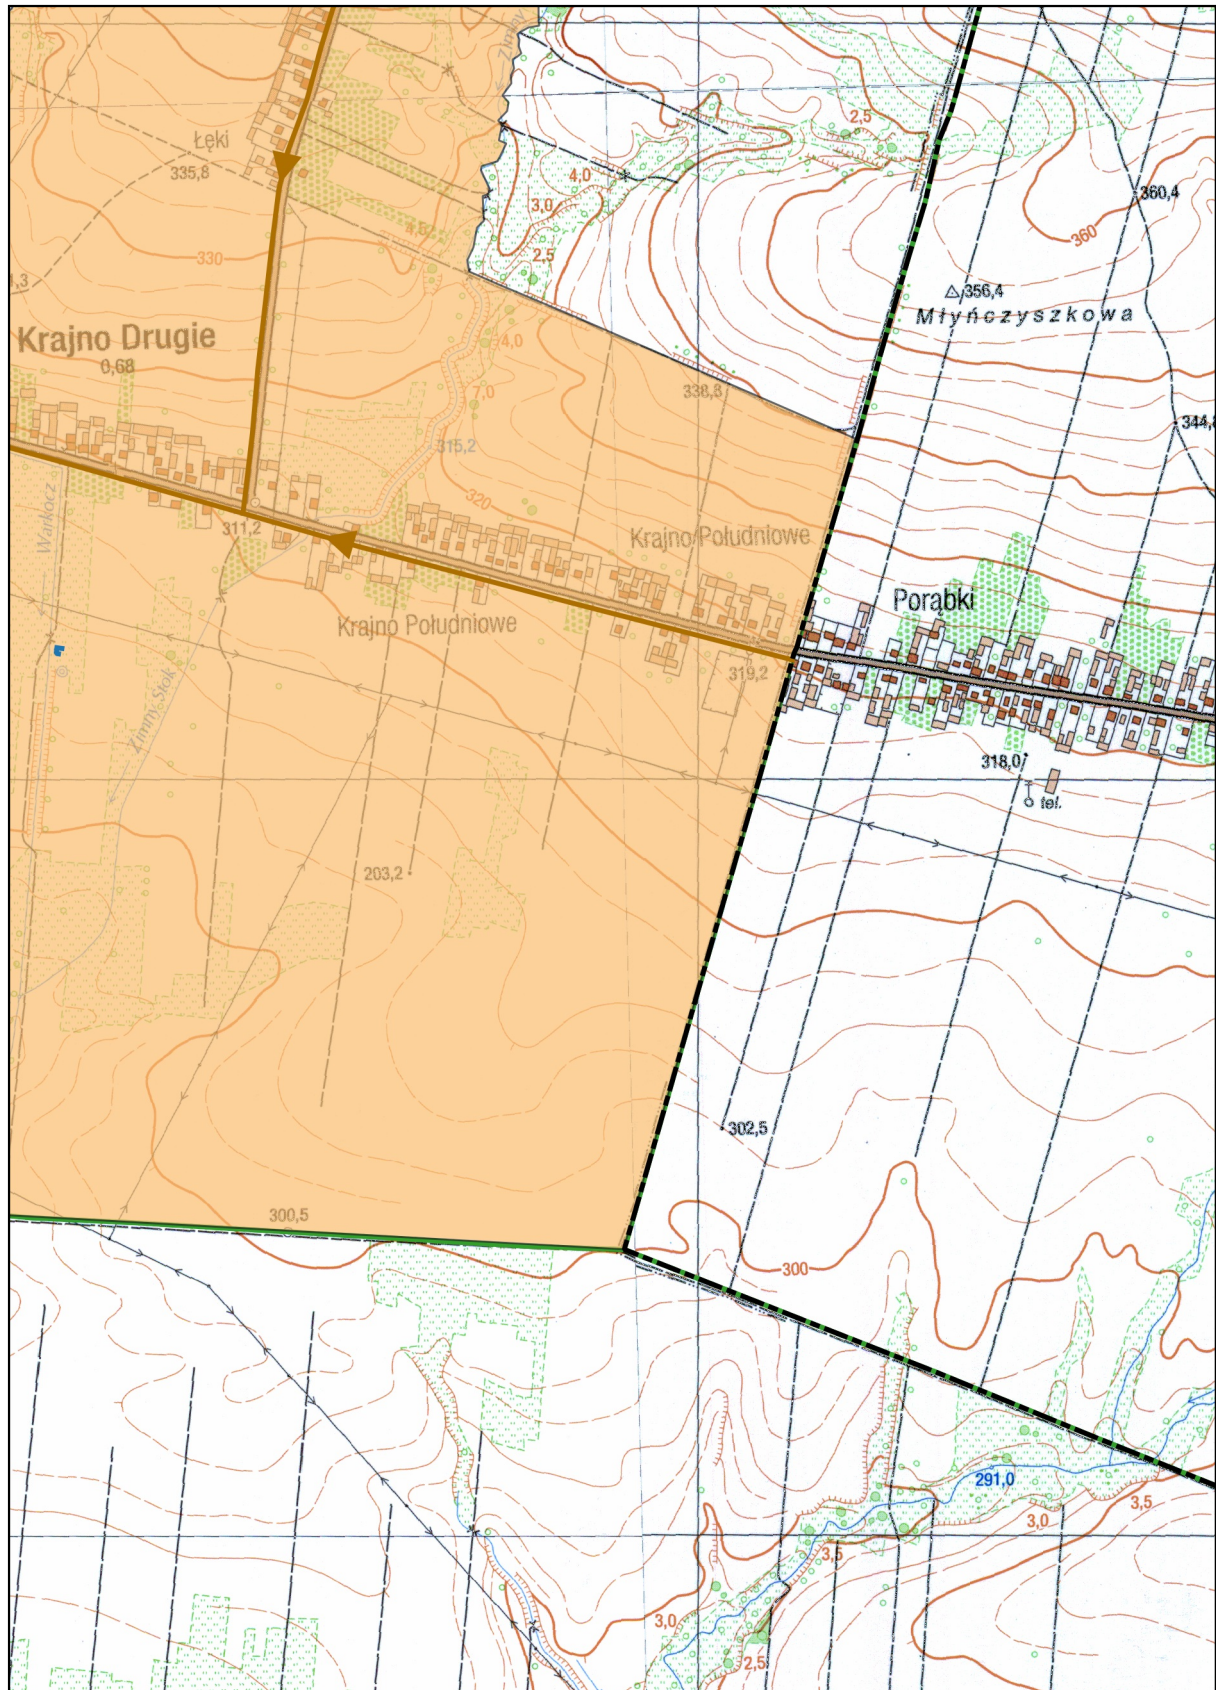 Zimny
2,5
Łęki
335,8
4,0
3,0
360,4
360
330
2,5
356,4
Młyńczyszkowa
Krajno Drugie
0,68
4,0
7,0
338,8
315,2
344,8
320
Warkocz
311,2
Krajno Południowe
Krajno Południowe
Porąbki
319,2
Zimny Stok
318,0
tel.
203,2
302,5
300,5
300
291,0
3,5
3,0
3,5
3,0
2,5